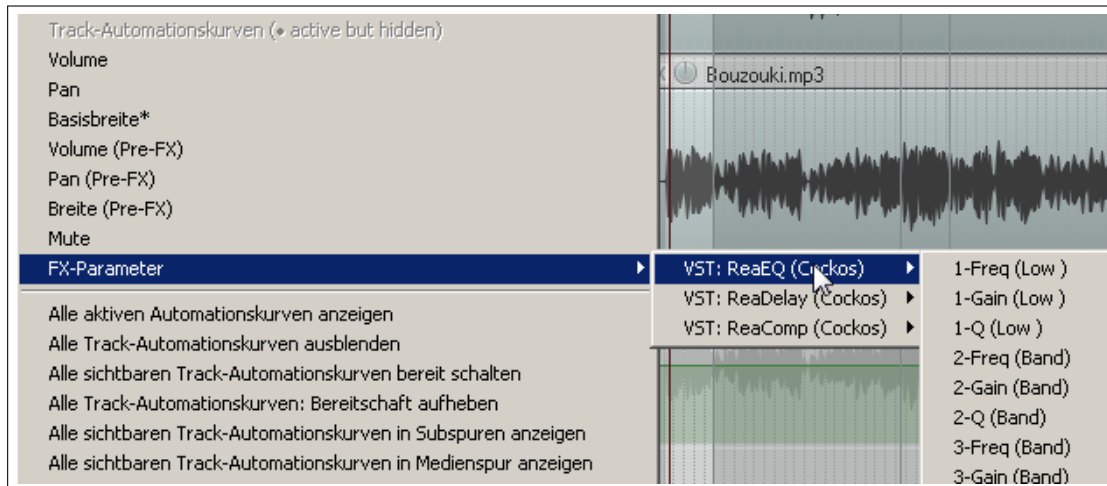 Track-Automationskurven (• active but hidden)
Volume
Pan
Basisbreite*
Volume (Pre-FX)
Pan (Pre-FX)
Breite (Pre-FX)
Mute
FX-Parameter
Alle aktiven Automationskurven anzeigen
Alle Track-Automationskurven ausblenden
Alle sichtbaren Track-Automationskurven bereit schalten
Alle Track-Automationskurven: Bereitschaft aufheben
Alle sichtbaren Track-Automationskurven in Subspuren anzeigen
Alle sichtbaren Track-Automationskurven in Medienspur anzeigen
Bouzouki.mp3
VST: ReaEQ (Cockos)
VST: ReaDelay (Cockos)
VST: ReaComp (Cockos)
1-Freq (Low )
1-Gain (Low )
1-Q (Low )
2-Freq (Band)
2-Gain (Band)
2-Q (Band)
3-Freq (Band)
3-Gain (Band)